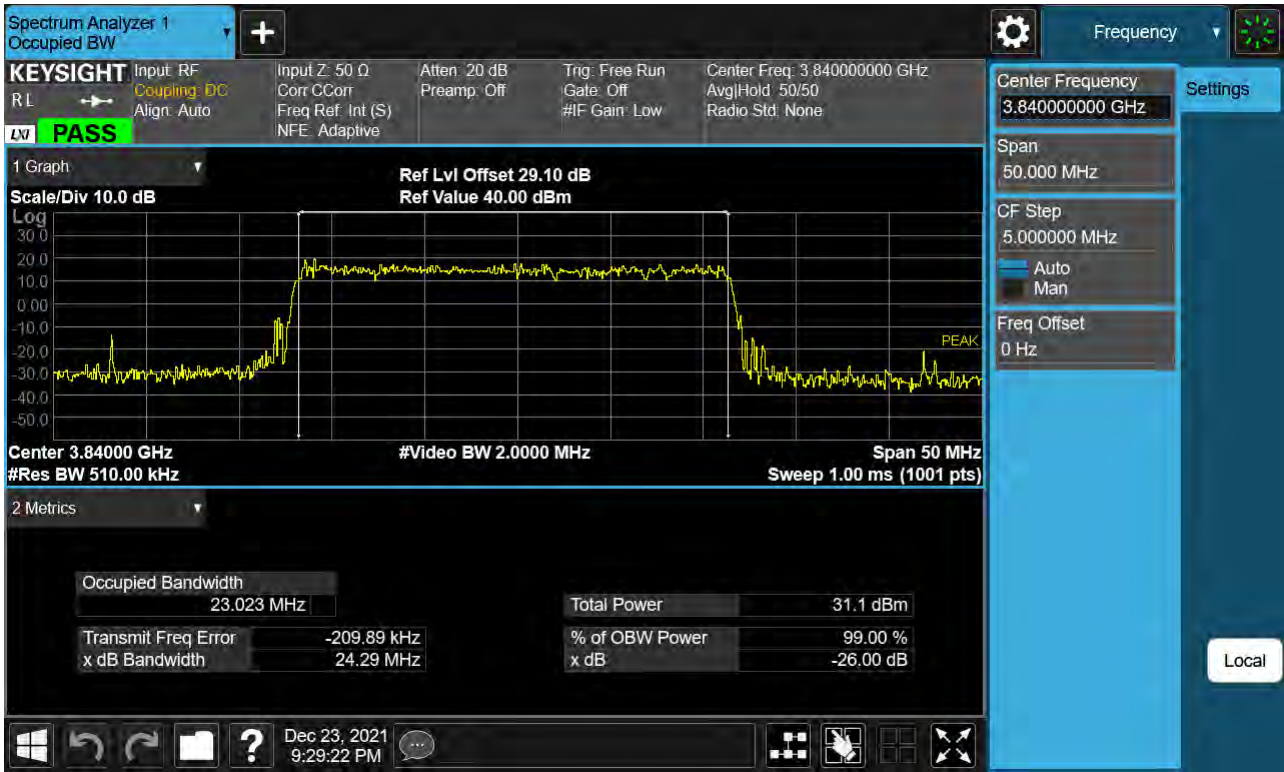 Spectrum Analyzer 1
Occupied BW
+
Frequency
KEYSIGHT
RL
LXI
PASS
Input: RF
Coupling: DC
Align: Auto
Input Z: 50 Ω
Corr CCorr
Freq Ref: Int (S)
NFE: Adaptive
Atten: 20 dB
Preamp: Off
Trig: Free Run
Gate: Off
#IF Gain: Low
Center Freq: 3.840000000 GHz
Avg|Hold: 50/50
Radio Std: None
Center Frequency
3.840000000 GHz
Settings
Span
50.000 MHz
CF Step
5.000000 MHz
Auto
Man
Freq Offset
0 Hz
Local
1 Graph
Scale/Div 10.0 dB
Ref Lvl Offset 29.10 dB
Ref Value 40.00 dBm
Log
30.0
20.0
10.0
0.00
-10.0
-20.0
-30.0
-40.0
-50.0
PEAK
Center 3.84000 GHz
#Video BW 2.0000 MHz
Span 50 MHz
#Res BW 510.00 kHz
Sweep 1.00 ms (1001 pts)
2 Metrics
Occupied Bandwidth
23.023 MHz
Total Power 31.1 dBm
Transmit Freq Error -209.89 kHz
% of OBW Power 99.00 %
x dB Bandwidth 24.29 MHz
x dB -26.00 dB
?
Dec 23, 2021
9:29:22 PM